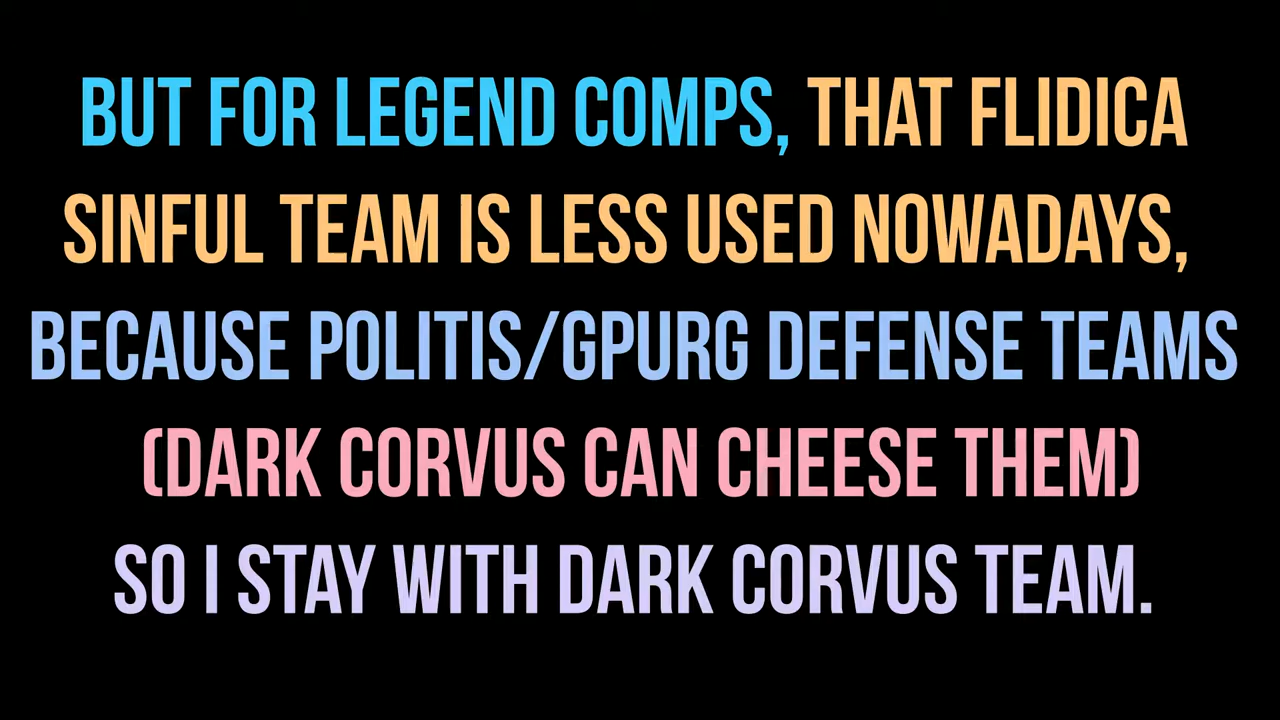 BUT FOR LEGEND COMPS, THAT FLIDICA
SINFUL TEAM IS LESS USED NOWADAYS,
BECAUSE POLITIS/GPURG DEFENSE TEAMS
(DARK CORVUS CAN CHEESE THEM)
SO I STAY WITH DARK CORVUS TEAM.